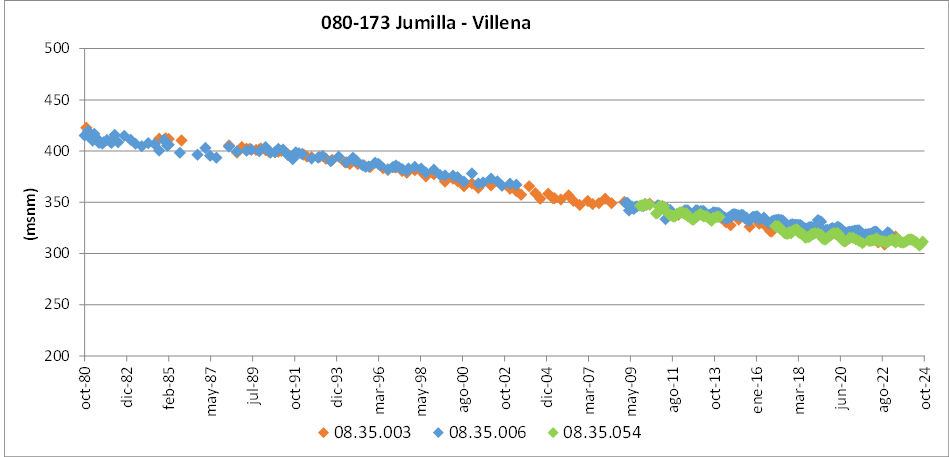 080-173 Jumilla - Villena
(msnm)
500
450
400
350
300
250
200
oct-80
dic-82
feb-85
may-87
jul-89
oct-91
dic-93
mar-96
may-98
ago-00
oct-02
dic-04
mar-07
may-09
ago-11
oct-13
ene-16
mar-18
jun-20
ago-22
oct-24
08.35.003
08.35.006
08.35.054